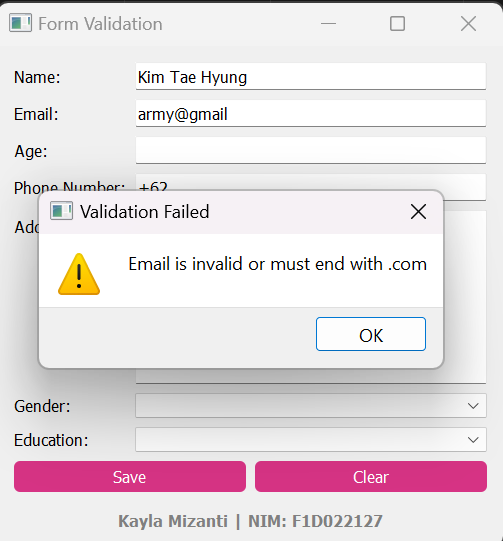 Form Validation
Name: Kim Tae Hyung
Email: army@gmail
Age:
Phone Number: +62
Add
Validation Failed
Email is invalid or must end with .com
OK
Gender:
Education:
Save Clear
Kayla Mizanti | NIM: F1D022127